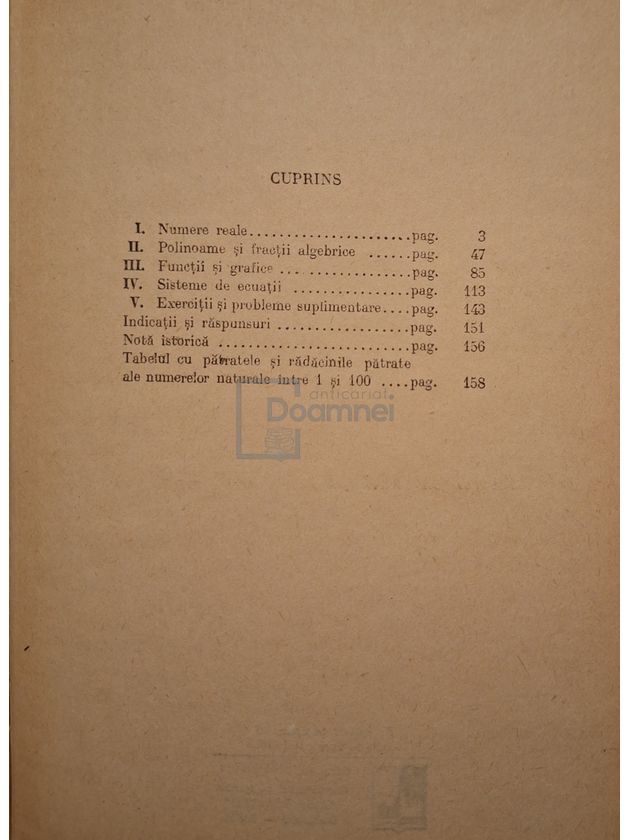 CUPRINS
I. Numere reale......................pag. 3
II. Polinoame și fracții algebrice ......pag. 47
III. Funcții și grafice ..................pag. 85
IV. Sisteme de ecuații ................pag. 113
V. Exerciții și probleme suplimentare....pag. 143
Indicații și răspunsuri ..................pag. 151
Notă istorică ..........................pag. 156
Tabelul cu pătratele și rădăcinile pătrate
ale numerelor naturale între 1 și 100 ....pag. 158
anticariat
Doamnei